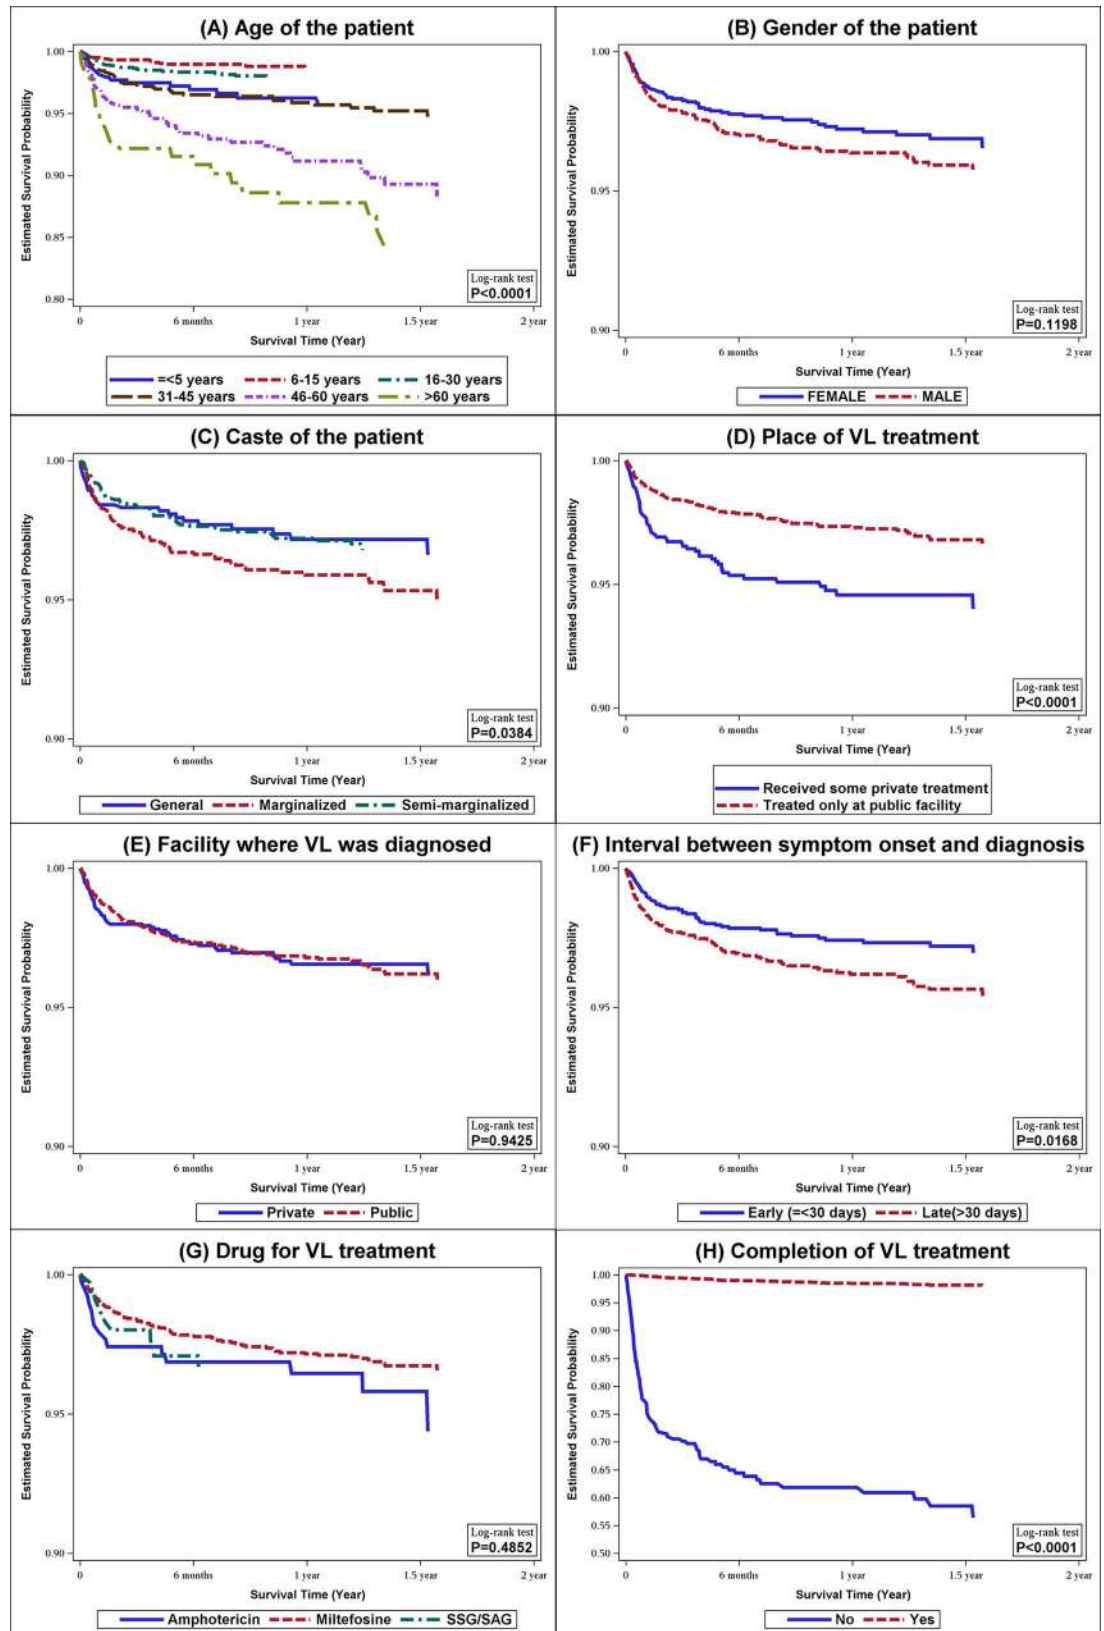 (A) Age of the patient
Estimated Survival Probability
1.00
0.95
0.90
0.85
0.80
Log-rank test
P<0.0001
0 6 months 1 year 1.5 year 2 year
Survival Time (Year)
=<5 years 6-15 years 16-30 years
31-45 years 46-60 years >60 years
(B) Gender of the patient
Estimated Survival Probability
1.00
0.95
0.90
Log-rank test
P=0.1198
0 6 months 1 year 1.5 year 2 year
Survival Time (Year)
FEMALE MALE
(C) Caste of the patient
Estimated Survival Probability
1.00
0.95
0.90
Log-rank test
P=0.0384
0 6 months 1 year 1.5 year 2 year
Survival Time (Year)
General Marginalized Semi-marginalized
(D) Place of VL treatment
Estimated Survival Probability
1.00
0.95
0.90
Log-rank test
P<0.0001
0 6 months 1 year 1.5 year 2 year
Survival Time (Year)
Received some private treatment
Treated only at public facility
(E) Facility where VL was diagnosed
Estimated Survival Probability
1.00
0.95
0.90
Log-rank test
P=0.9425
0 6 months 1 year 1.5 year 2 year
Survival Time (Year)
Private Public
(F) Interval between symptom onset and diagnosis
Estimated Survival Probability
1.00
0.95
0.90
Log-rank test
P=0.0168
0 6 months 1 year 1.5 year 2 year
Survival Time (Year)
Early (=<30 days) Late(>30 days)
(G) Drug for VL treatment
Estimated Survival Probability
1.00
0.95
0.90
Log-rank test
P=0.4852
0 6 months 1 year 1.5 year 2 year
Survival Time (Year)
Amphotericin Miltefosine SSG/SAG
(H) Completion of VL treatment
Estimated Survival Probability
1.00
0.95
0.90
0.85
0.80
0.75
0.70
0.65
0.60
0.55
0.50
Log-rank test
P<0.0001
0 6 months 1 year 1.5 year 2 year
Survival Time (Year)
No Yes